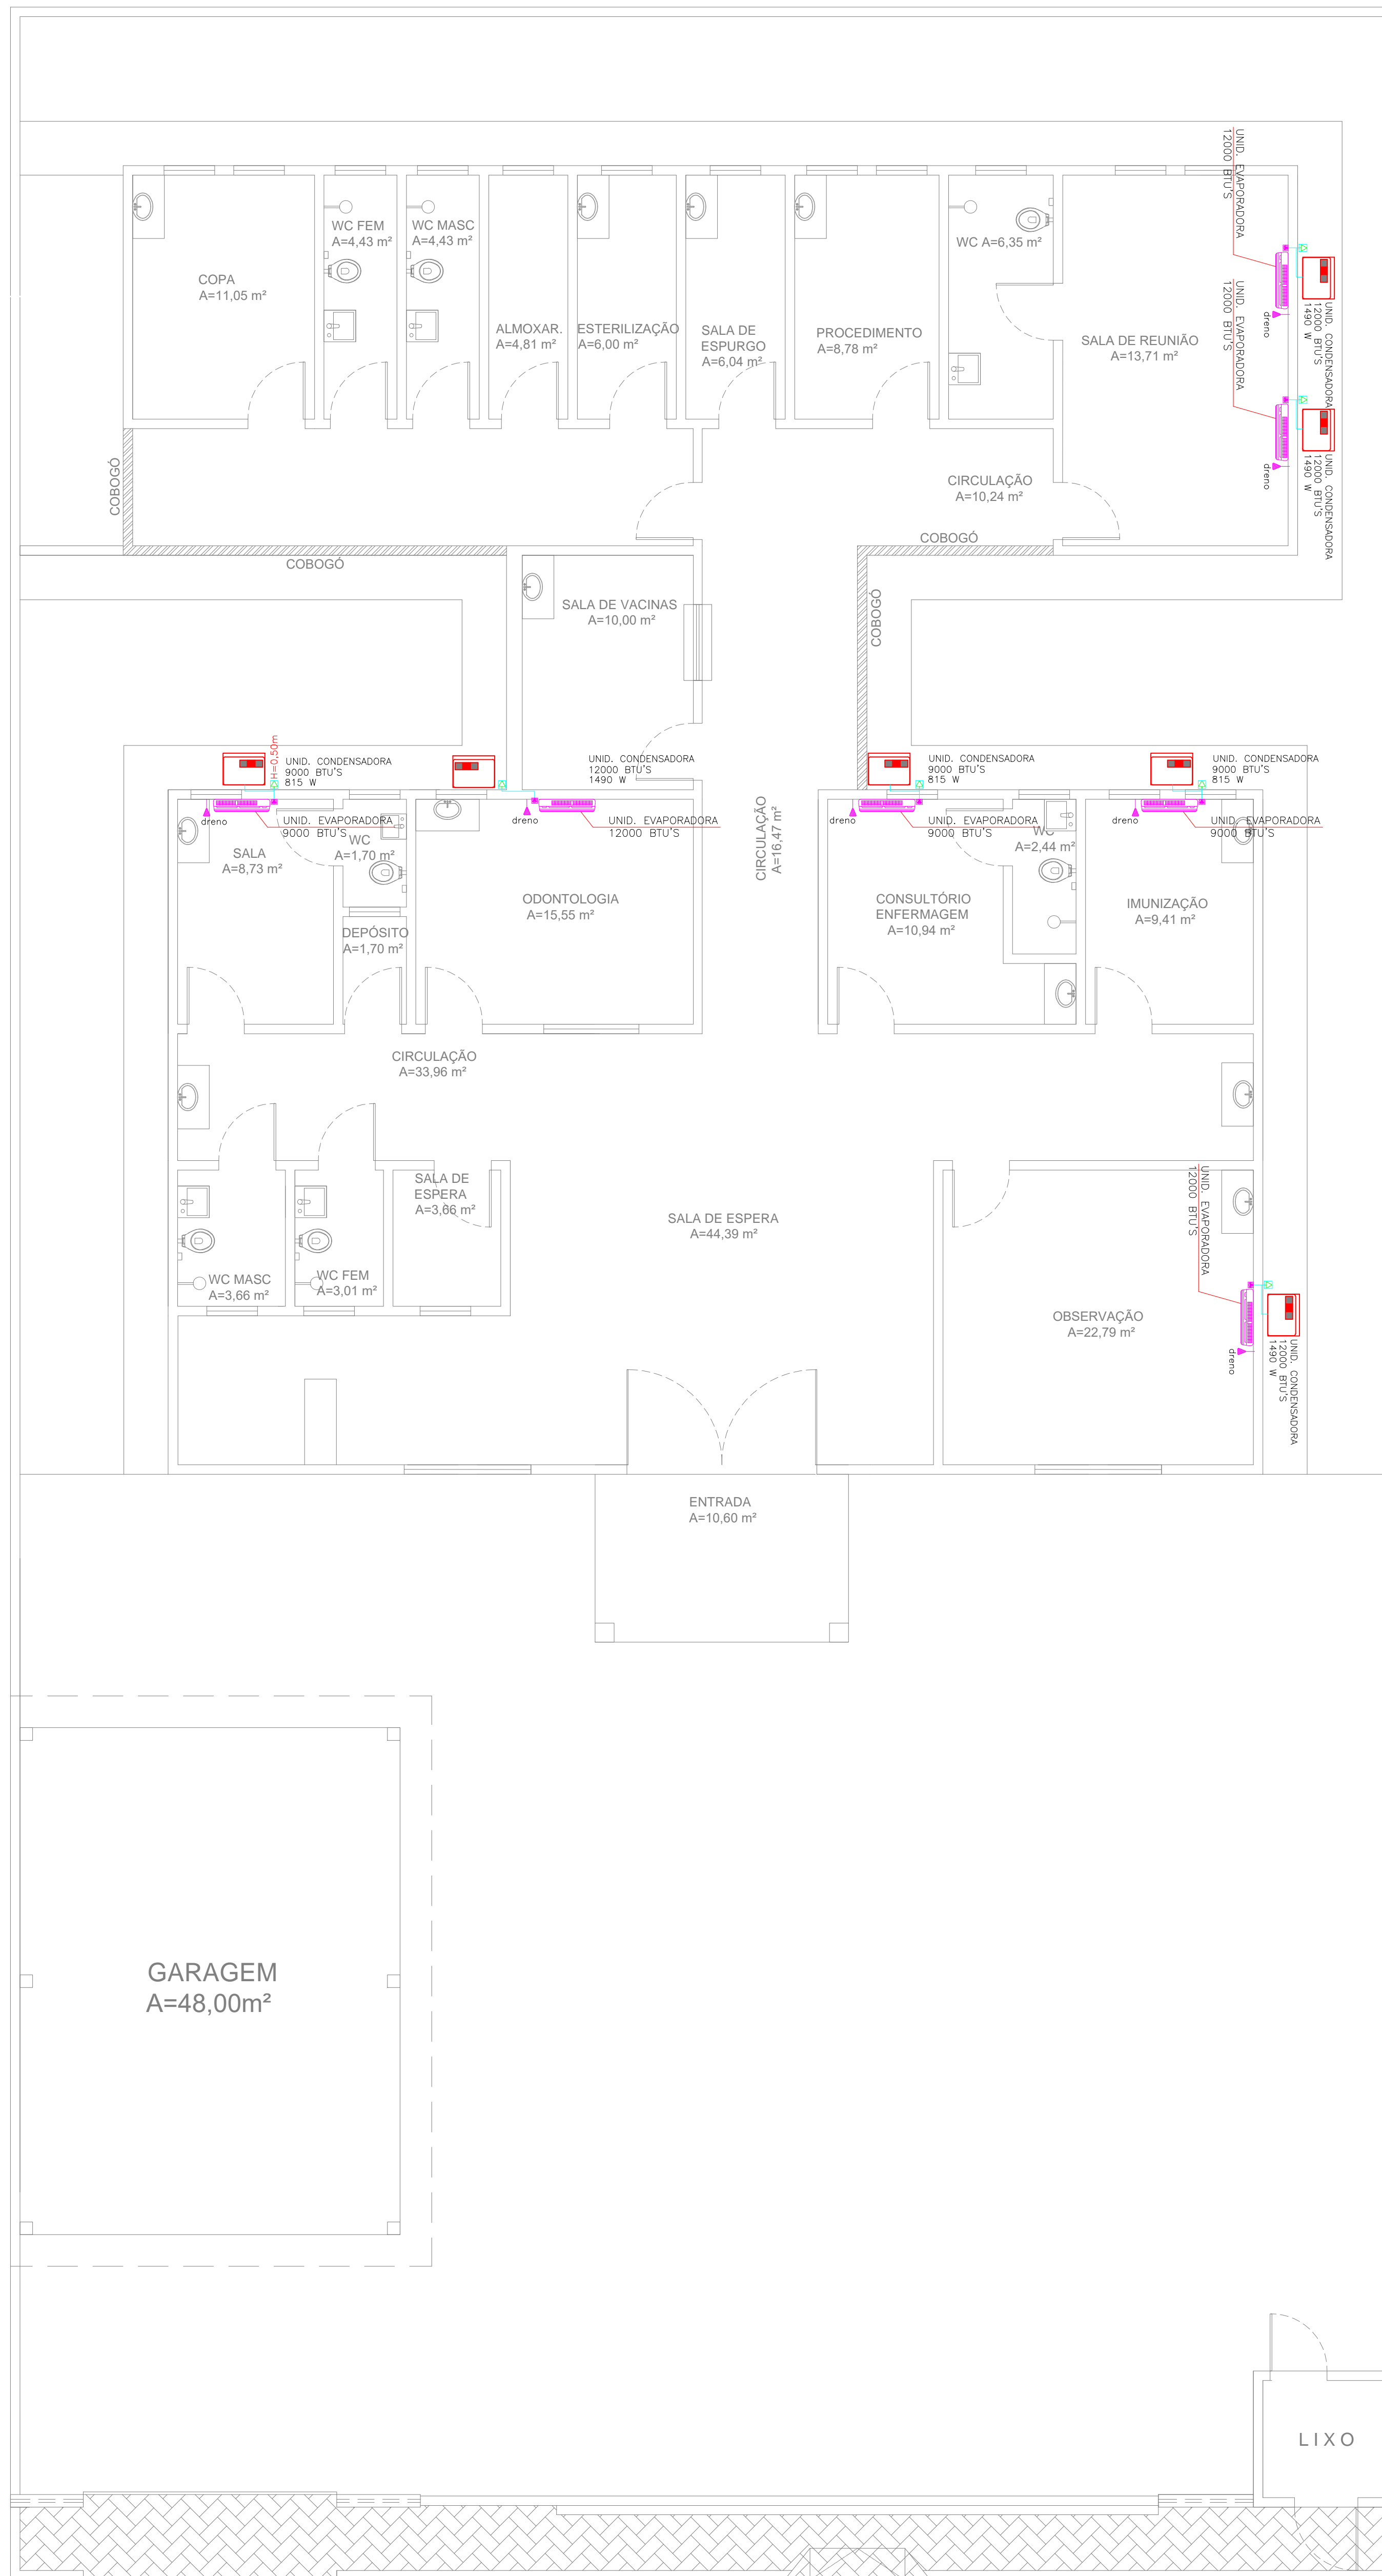 UNID. EVAPORADORA
12000 BTU'S
WC FEM
A=4,43 m²
WC MASC
A=4,43 m²
WC A=6,35 m²
COPA
A=11,05 m²
UNID. EVAPORADORA
12000 BTU'S
dreno
UNID. CONDENSADORA
12000 BTU'S
1490 W
ALMOXAR.
A=4,81 m²
ESTERILIZAÇÃO
A=6,00 m²
SALA DE
ESPURGO
A=6,04 m²
PROCEDIMENTO
A=8,78 m²
SALA DE REUNIÃO
A=13,71 m²
dreno
UNID. CONDENSADORA
12000 BTU'S
1490 W
COBOGÓ
CIRCULAÇÃO
A=10,24 m²
COBOGÓ
COBOGÓ
COBOGÓ
SALA DE VACINAS
A=10,00 m²
H=0,50m
UNID. CONDENSADORA
9000 BTU'S
815 W
UNID. CONDENSADORA
12000 BTU'S
1490 W
UNID. CONDENSADORA
9000 BTU'S
815 W
UNID. CONDENSADORA
9000 BTU'S
815 W
dreno
UNID. EVAPORADORA
9000 BTU'S
dreno
UNID. EVAPORADORA
12000 BTU'S
CIRCULAÇÃO
A=16,47 m²
dreno
UNID. EVAPORADORA
9000 BTU'S
dreno
UNID. EVAPORADORA
9000 BTU'S
SALA
A=8,73 m²
WC
A=1,70 m²
WC
A=2,44 m²
ODONTOLOGIA
A=15,55 m²
CONSULTÓRIO
ENFERMAGEM
A=10,94 m²
IMUNIZAÇÃO
A=9,41 m²
DEPÓSITO
A=1,70 m²
CIRCULAÇÃO
A=33,96 m²
SALA DE
ESPERA
A=3,66 m²
SALA DE ESPERA
A=44,39 m²
UNID. EVAPORADORA
12000 BTU'S
WC MASC
A=3,66 m²
WC FEM
A=3,01 m²
OBSERVAÇÃO
A=22,79 m²
dreno
UNID. CONDENSADORA
12000 BTU'S
1490 W
ENTRADA
A=10,60 m²
GARAGEM
A=48,00m²
L I X O